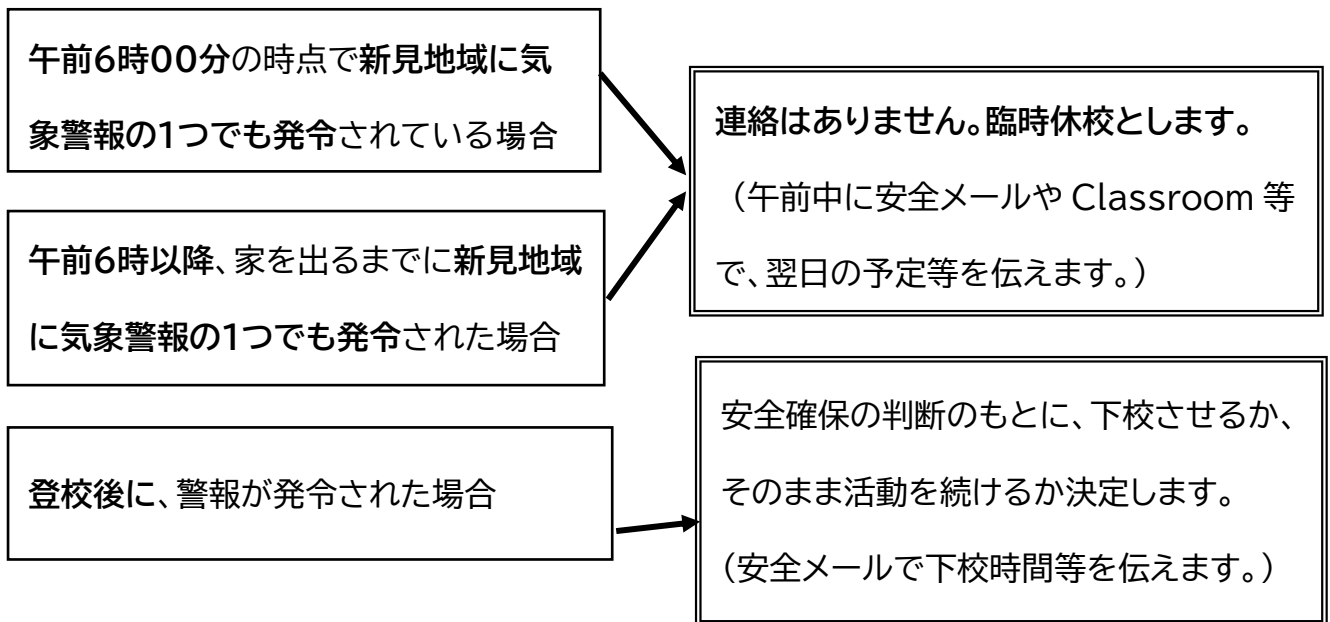 午前6時00分の時点で新見地域に気
象警報の1つでも発令されている場合
午前6時以降、家を出るまでに新見地域
に気象警報の1つでも発令された場合
連絡はありません。臨時休校とします。
(午前中に安全メールや Classroom 等
で、翌日の予定等を伝えます。)
登校後に、警報が発令された場合
安全確保の判断のもとに、下校させるか、
そのまま活動を続けるか決定します。
(安全メールで下校時間等を伝えます。)